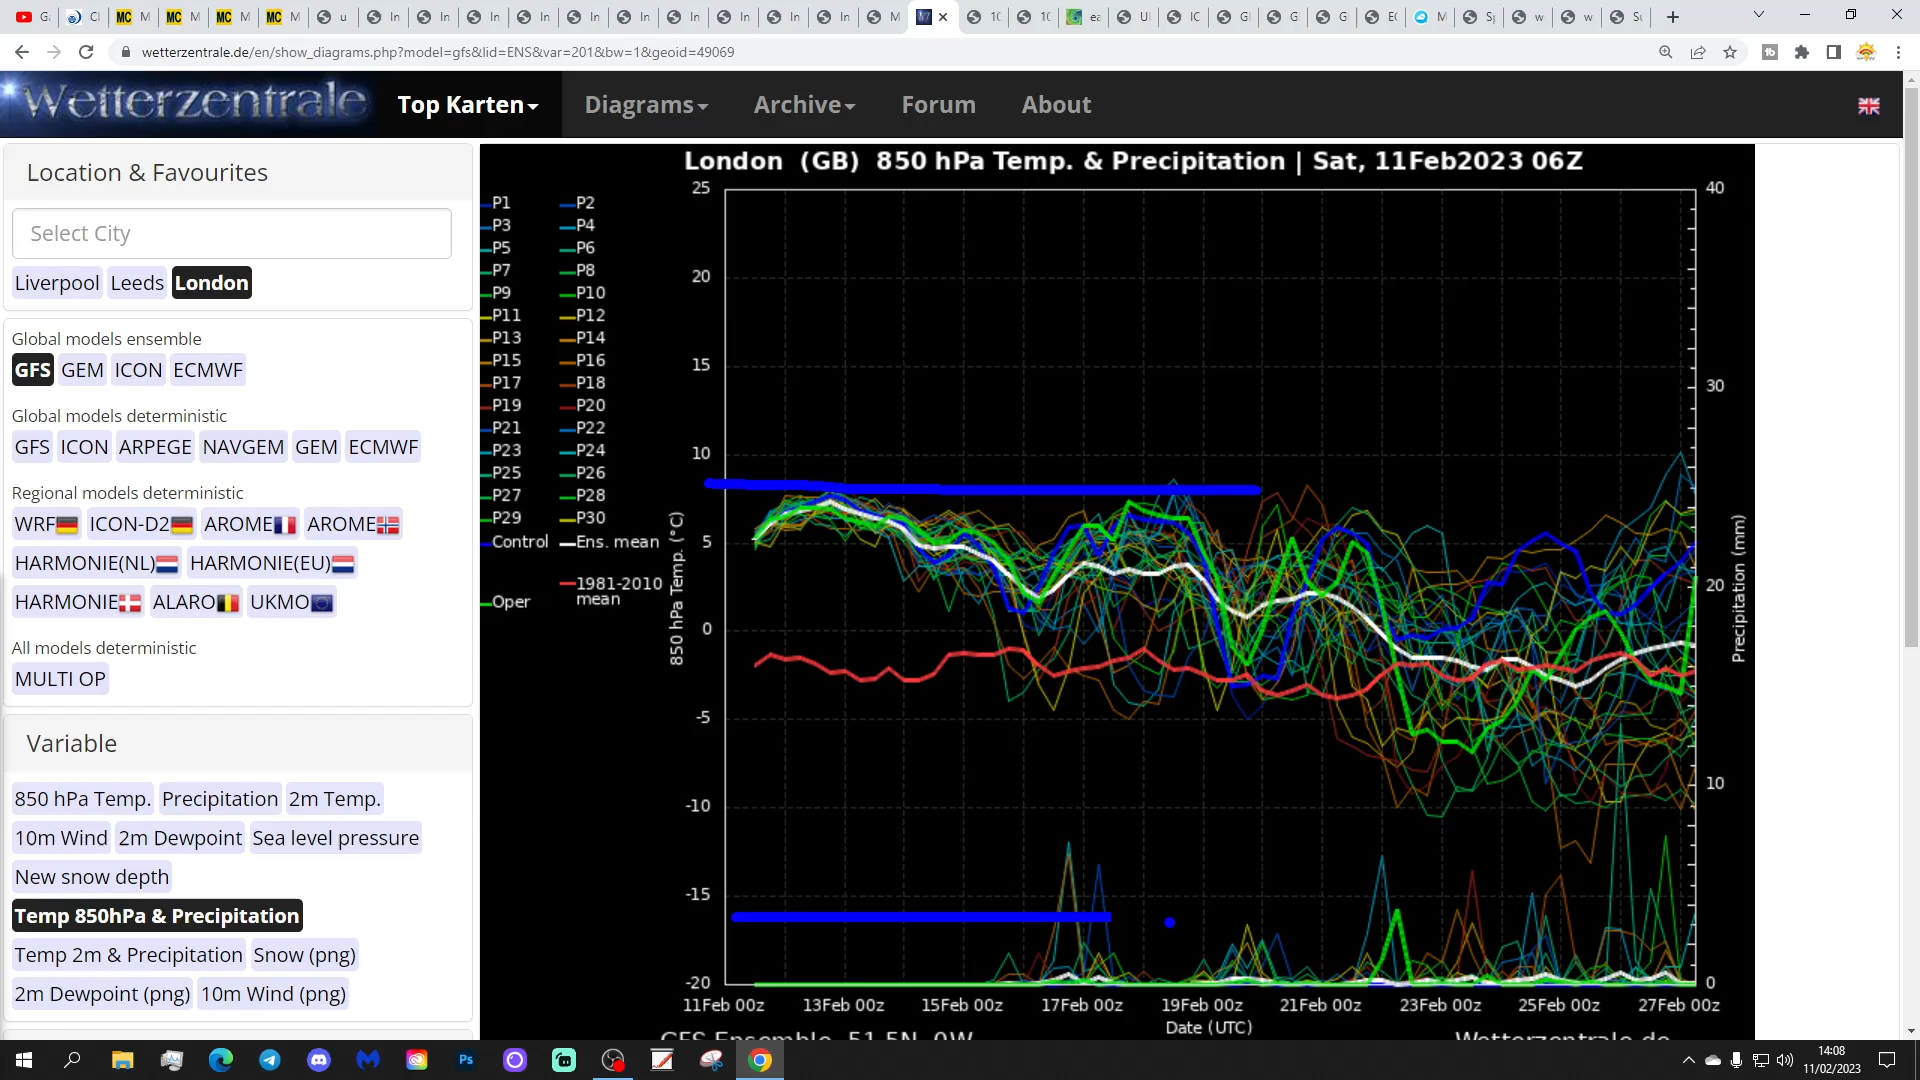 wetterzentrale.de/en/show_diagrams.php?model=gfs&lid=ENS&var=201&bw=1&geoid=49069
Wetterzentrale
Top Karten
Diagrams
Archive
Forum
About
Location & Favourites
Select City
Liverpool Leeds London
Global models ensemble
GFS GEM ICON ECMWF
Global models deterministic
GFS ICON ARPEGE NAVGEM GEM ECMWF
Regional models deterministic
WRF ICON-D2 AROME AROME
HARMONIE(NL) HARMONIE(EU)
HARMONIE ALARO UKMO
All models deterministic
MULTI OP
Variable
850 hPa Temp. Precipitation 2m Temp.
10m Wind 2m Dewpoint Sea level pressure
New snow depth
Temp 850hPa & Precipitation
Temp 2m & Precipitation Snow (png)
2m Dewpoint (png) 10m Wind (png)
London (GB) 850 hPa Temp. & Precipitation | Sat, 11Feb2023 06Z
P1 P2
P3 P4
P5 P6
P7 P8
P9 P10
P11 P12
P13 P14
P15 P16
P17 P18
P19 P20
P21 P22
P23 P24
P25 P26
P27 P28
P29 P30
Control Ens. mean
1981-2010
mean
Oper
850 hPa Temp. (°C)
25
20
15
10
5
0
-5
-10
-15
-20
40
30
20
10
0
Precipitation (mm)
11Feb 00z 13Feb 00z 15Feb 00z 17Feb 00z 19Feb 00z 21Feb 00z 23Feb 00z 25Feb 00z 27Feb 00z
Date (UTC)
GFS Ensemble 51.5N 0W
Wetterzentrale.de
14:08
11/02/2023